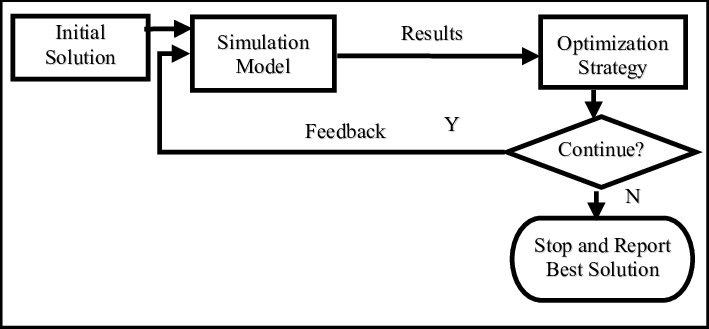 Initial
Solution
Simulation
Model
Results
Optimization
Strategy
Feedback
Y
Continue?
N
Stop and Report
Best Solution